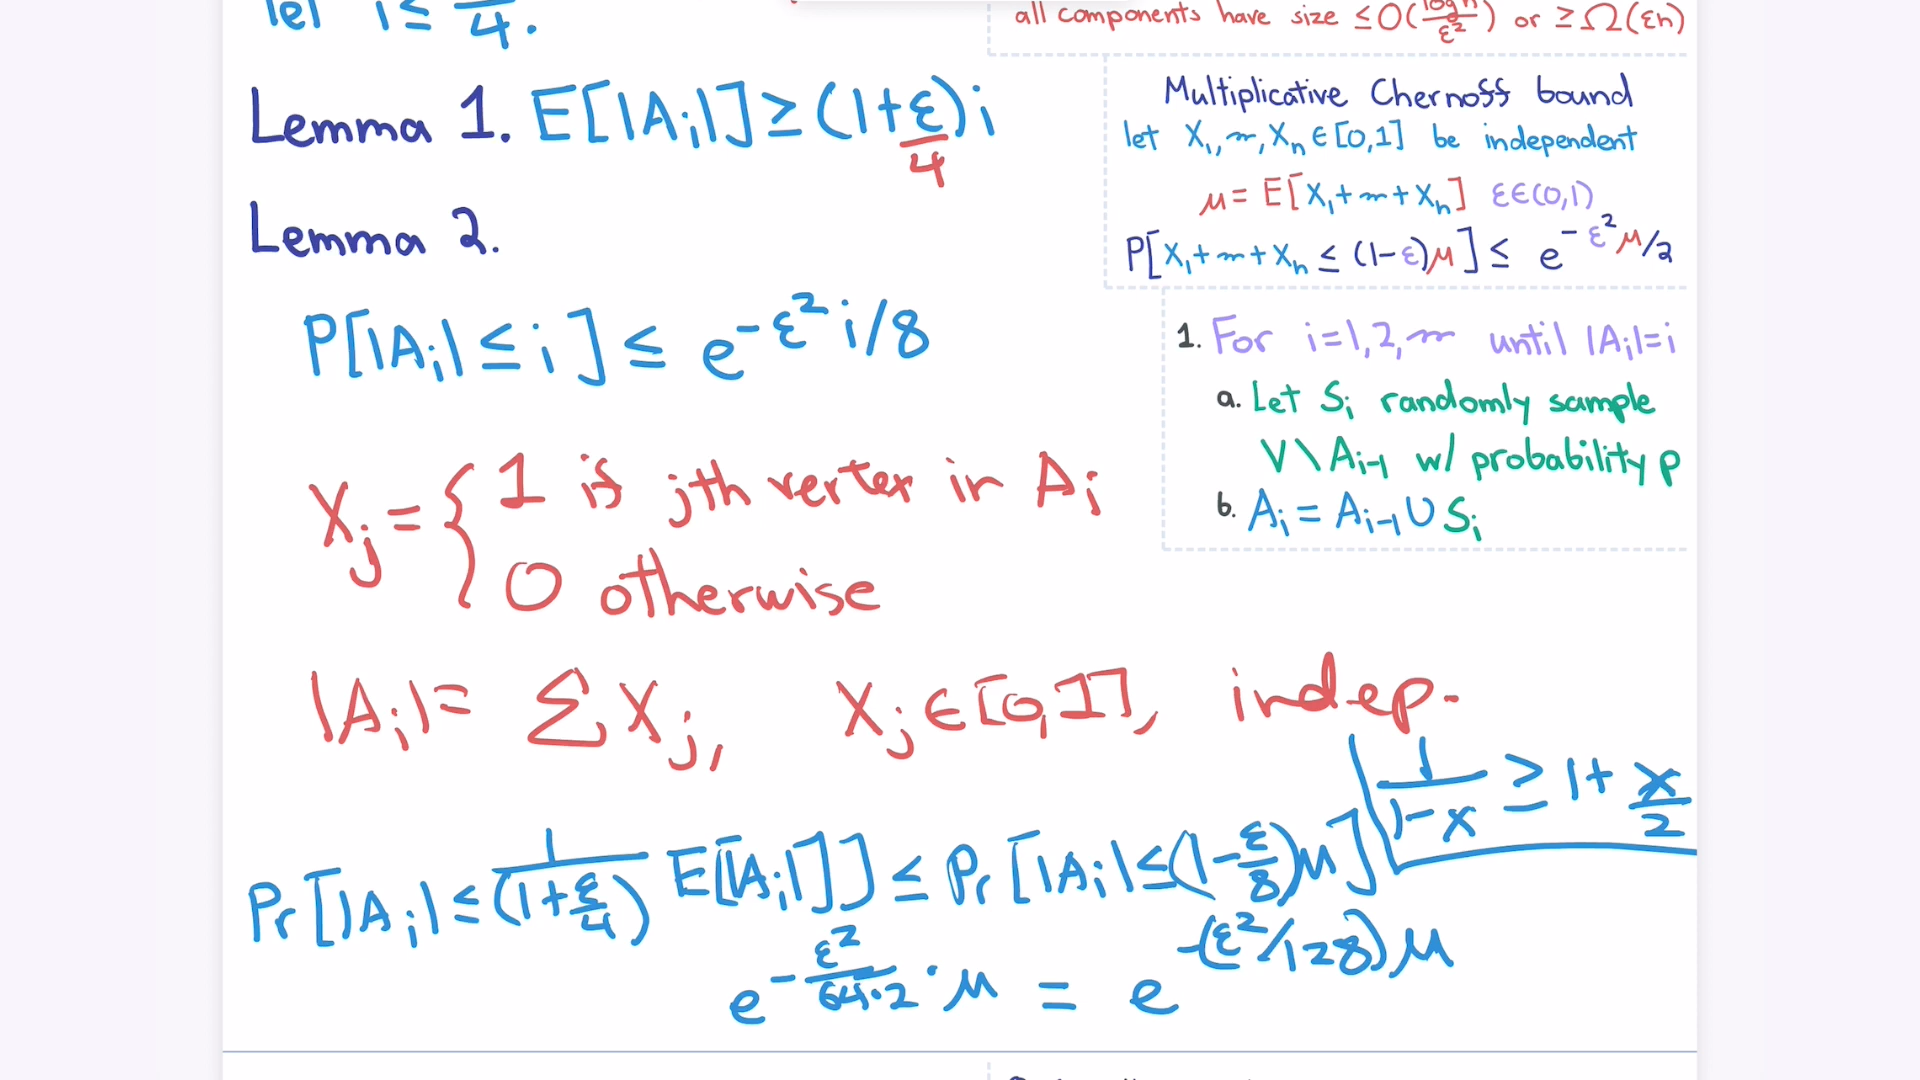 let i≤ /4.
all components have size ≤O(log n/ε²) or ≥Ω(εn)
Lemma 1. E[|Aᵢ|]≥(1+ε/4)i
Multiplicative Chernoff bound
let X₁,…,Xₙ∈[0,1] be independent
μ= E[X₁+…+Xₙ] ε∈(0,1)
P[X₁+…+Xₙ ≤ (1-ε)μ] ≤ e^(-ε²μ/2)
Lemma 2.
P[|Aᵢ|≤i] ≤ e^(-ε²i/8)
1. For i=1,2,… until |Aᵢ|=i
a. Let Sᵢ randomly sample
V\Aᵢ₋₁ w/ probability p
b. Aᵢ = Aᵢ₋₁∪Sᵢ
Xⱼ={ 1 if jth vertex in Aᵢ
0 otherwise
|Aᵢ|= ΣXⱼ, Xⱼ∈[0,1], indep.
1/(1-x) ≥ 1+ x/2
Pr[|Aᵢ|≤ 1/(1+ε/4) E[|Aᵢ|]] ≤ Pr[|Aᵢ|≤(1-ε/8)μ]
e^(-ε²/(64·2)·μ) = e^(-(ε²/128)μ)